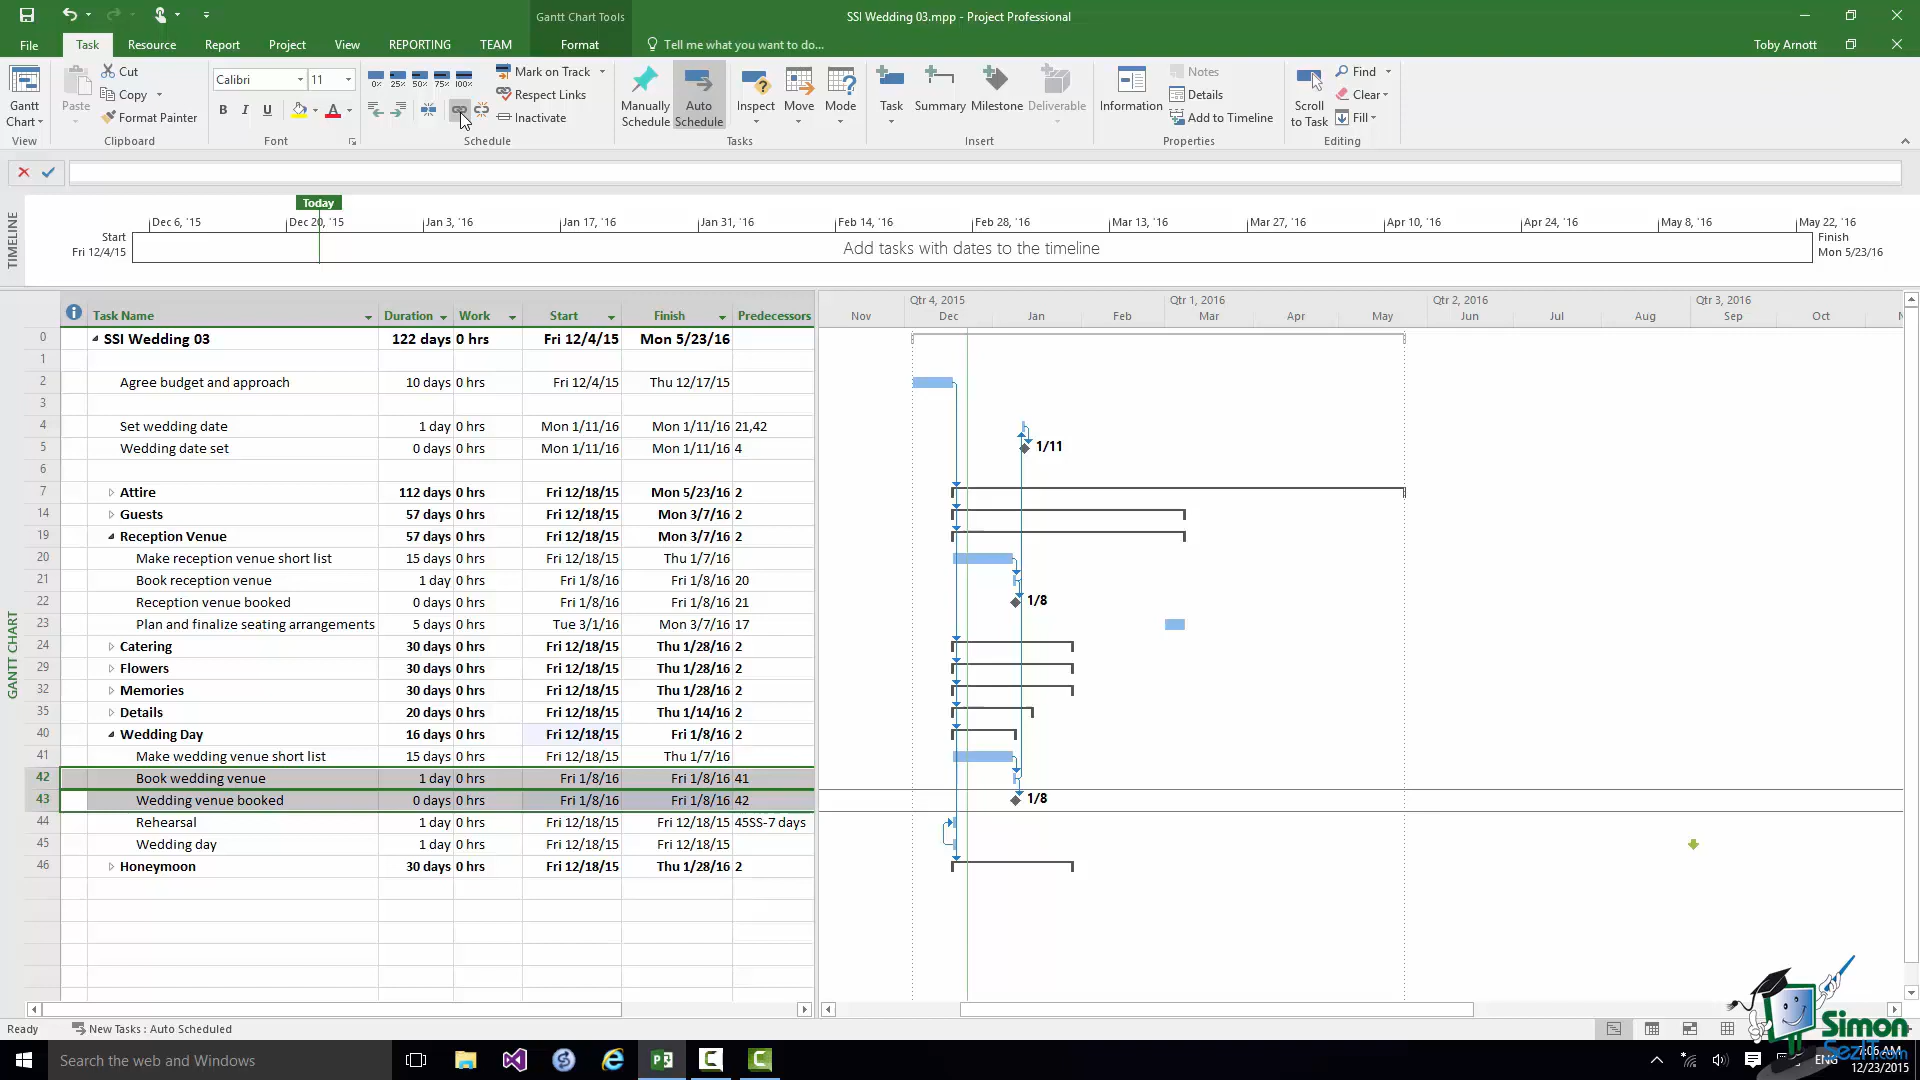 SSI Wedding 03.mpp - Project Professional
Gantt Chart Tools
File Task Resource Report Project View REPORTING TEAM Format Tell me what you want to do... Toby Arnott
Gantt Chart
View
Paste
Cut
Copy
Format Painter
Clipboard
Calibri 11
B I U A
Font
0% 25% 50% 75% 100%
Mark on Track
Respect Links
Inactivate
Schedule
Manually Schedule
Auto Schedule
Inspect Move Mode
Tasks
Task Summary Milestone Deliverable
Insert
Information
Notes
Details
Add to Timeline
Properties
Scroll to Task
Find
Clear
Fill
Editing
TIMELINE
Today
Dec 6, '15 Dec 20, '15 Jan 3, '16 Jan 17, '16 Jan 31, '16 Feb 14, '16 Feb 28, '16 Mar 13, '16 Mar 27, '16 Apr 10, '16 Apr 24, '16 May 8, '16 May 22, '16
Start
Fri 12/4/15
Add tasks with dates to the timeline
Finish
Mon 5/23/16
GANTT CHART
Task Name Duration Work Start Finish Predecessors
Qtr 4, 2015 Qtr 1, 2016 Qtr 2, 2016 Qtr 3, 2016
Nov Dec Jan Feb Mar Apr May Jun Jul Aug Sep Oct
0 SSI Wedding 03 122 days 0 hrs Fri 12/4/15 Mon 5/23/16
1
2 Agree budget and approach 10 days 0 hrs Fri 12/4/15 Thu 12/17/15
3
4 Set wedding date 1 day 0 hrs Mon 1/11/16 Mon 1/11/16 21,42
5 Wedding date set 0 days 0 hrs Mon 1/11/16 Mon 1/11/16 4 1/11
6
7 Attire 112 days 0 hrs Fri 12/18/15 Mon 5/23/16 2
14 Guests 57 days 0 hrs Fri 12/18/15 Mon 3/7/16 2
19 Reception Venue 57 days 0 hrs Fri 12/18/15 Mon 3/7/16 2
20 Make reception venue short list 15 days 0 hrs Fri 12/18/15 Thu 1/7/16
21 Book reception venue 1 day 0 hrs Fri 1/8/16 Fri 1/8/16 20
22 Reception venue booked 0 days 0 hrs Fri 1/8/16 Fri 1/8/16 21 1/8
23 Plan and finalize seating arrangements 5 days 0 hrs Tue 3/1/16 Mon 3/7/16 17
24 Catering 30 days 0 hrs Fri 12/18/15 Thu 1/28/16 2
29 Flowers 30 days 0 hrs Fri 12/18/15 Thu 1/28/16 2
32 Memories 30 days 0 hrs Fri 12/18/15 Thu 1/28/16 2
35 Details 20 days 0 hrs Fri 12/18/15 Thu 1/14/16 2
40 Wedding Day 16 days 0 hrs Fri 12/18/15 Fri 1/8/16 2
41 Make wedding venue short list 15 days 0 hrs Fri 12/18/15 Thu 1/7/16
42 Book wedding venue 1 day 0 hrs Fri 1/8/16 Fri 1/8/16 41
43 Wedding venue booked 0 days 0 hrs Fri 1/8/16 Fri 1/8/16 42 1/8
44 Rehearsal 1 day 0 hrs Fri 12/18/15 Fri 12/18/15 45SS-7 days
45 Wedding day 1 day 0 hrs Fri 12/18/15 Fri 12/18/15
46 Honeymoon 30 days 0 hrs Fri 12/18/15 Thu 1/28/16 2
Ready New Tasks : Auto Scheduled
Simon
SezIT.com
Search the web and Windows
ENG
7:06 AM
12/23/2015